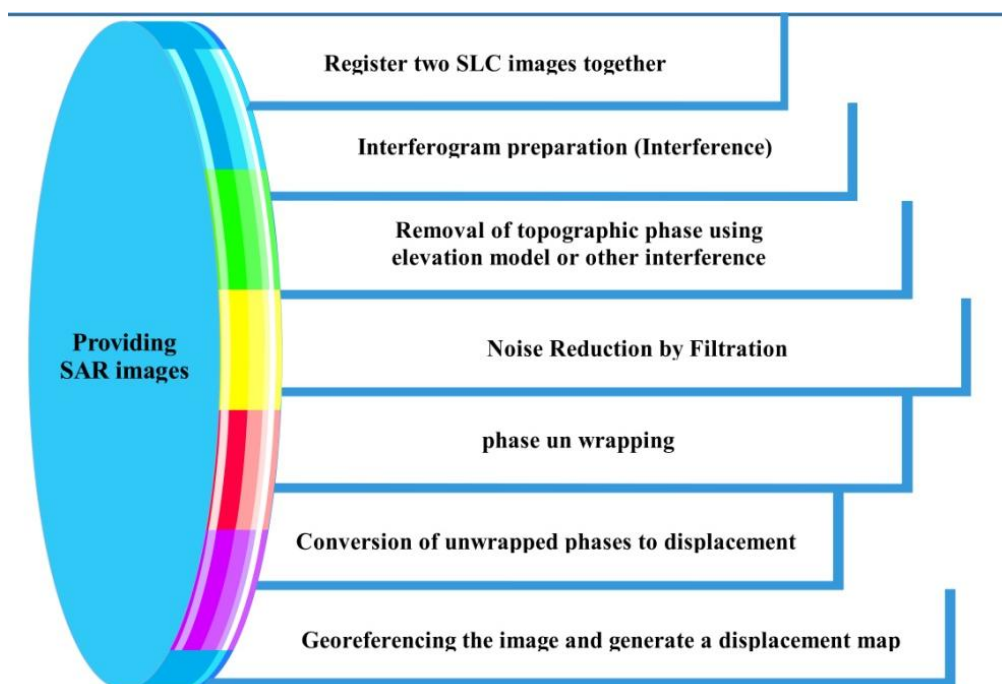 Register two SLC images together
Interferogram preparation (Interference)
Removal of topographic phase using
elevation model or other interference
Noise Reduction by Filtration
Providing
SAR images
phase un wrapping
Conversion of unwrapped phases to displacement
Georeferencing the image and generate a displacement map